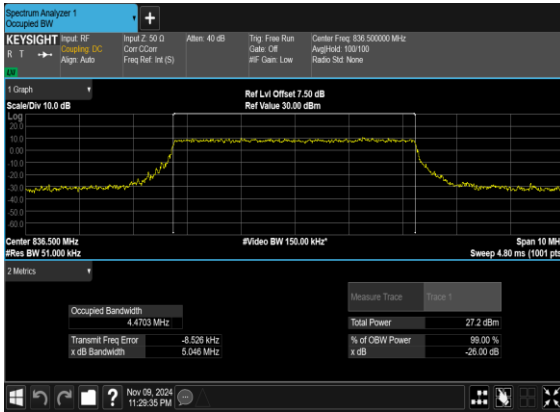 Spectrum Analyzer 1
Occupied BW
+
KEYSIGHT
R T
LW
Input: RF
Coupling: DC
Align: Auto
Input Z: 50 Ω
Corr CCorr
Freq Ref: Int (S)
Atten: 40 dB
Trig: Free Run
Gate: Off
#IF Gain: Low
Center Freq: 836.500000 MHz
Avg|Hold: 100/100
Radio Std: None
1 Graph
Scale/Div 10.0 dB
Ref Lvl Offset 7.50 dB
Ref Value 30.00 dBm
Log
20.0
10.0
0.00
-10.0
-20.0
-30.0
-40.0
-50.0
-60.0
Center 836.500 MHz
#Video BW 150.00 kHz*
Span 10 MH
#Res BW 51.000 kHz
Sweep 4.80 ms (1001 pts
2 Metrics
Measure Trace Trace 1
Occupied Bandwidth
4.4703 MHz
Total Power 27.2 dBm
Transmit Freq Error -8.526 kHz
% of OBW Power 99.00 %
x dB Bandwidth 5.046 MHz
x dB -26.00 dB
?
Nov 09, 2024
11:29:35 PM